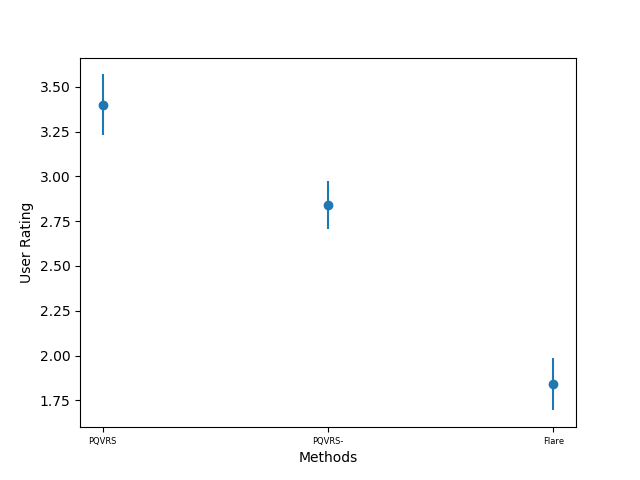 3.50
3.25
3.00
2.75
2.50
2.25
2.00
1.75
User Rating
PQVRS
PQVRS-
Flare
Methods